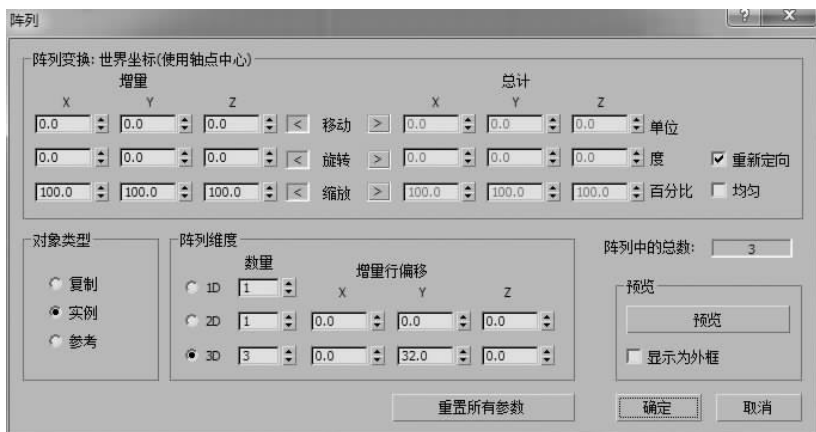 阵列
阵列变换: 世界坐标(使用轴点中心)
增量 总计
X Y Z X Y Z
0.0 0.0 0.0 < 移动 > 0.0 0.0 0.0 单位
0.0 0.0 0.0 < 旋转 > 0.0 0.0 0.0 度 重新定向
100.0 100.0 100.0 < 缩放 > 100.0 100.0 100.0 百分比 均匀
对象类型
复制
实例
参考
阵列维度
数量 增量行偏移
X Y Z
1D 1
2D 1 0.0 0.0 0.0
3D 3 0.0 32.0 0.0
阵列中的总数: 3
预览
预览
显示为外框
重置所有参数 确定 取消